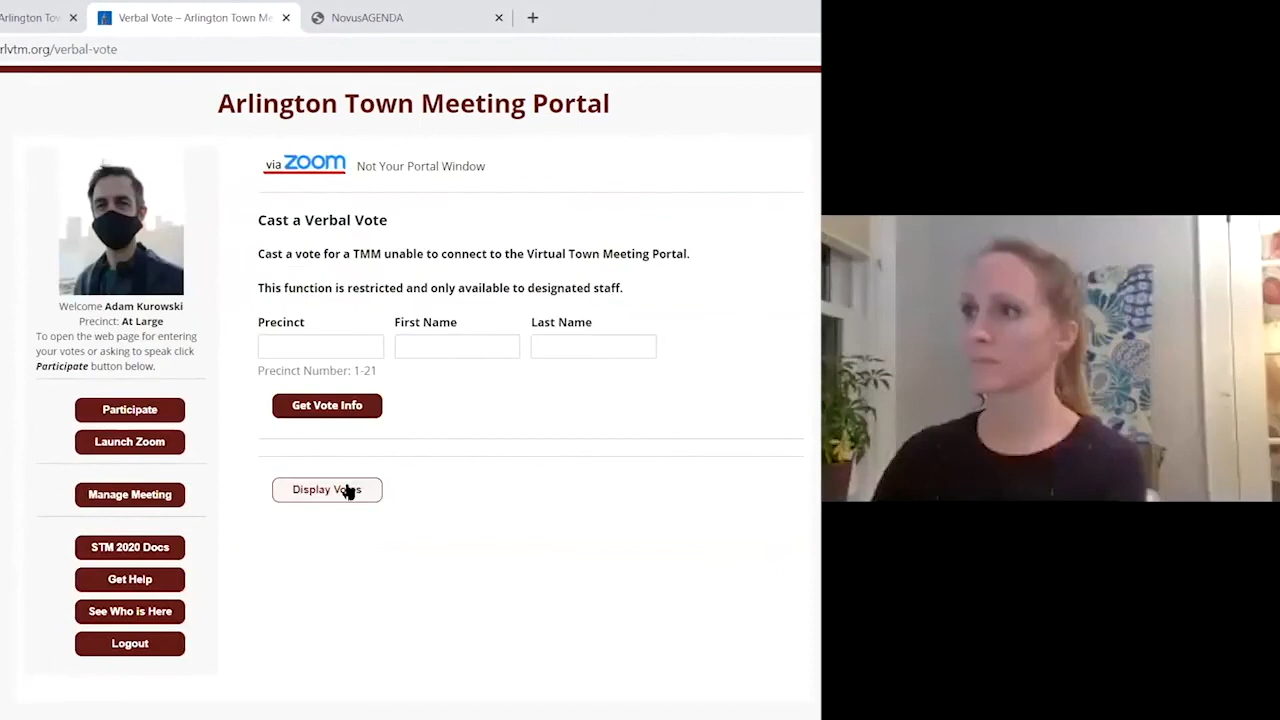 Arlington Tow
Verbal Vote – Arlington Town Me
NovusAGENDA
rlvtm.org/verbal-vote
Arlington Town Meeting Portal
via zoom Not Your Portal Window
Cast a Verbal Vote
Cast a vote for a TMM unable to connect to the Virtual Town Meeting Portal.
This function is restricted and only available to designated staff.
Precinct First Name Last Name
Precinct Number: 1-21
Get Vote Info
Display Votes
Welcome Adam Kurowski
Precinct: At Large
To open the web page for entering
your votes or asking to speak click
Participate button below.
Participate
Launch Zoom
Manage Meeting
STM 2020 Docs
Get Help
See Who is Here
Logout